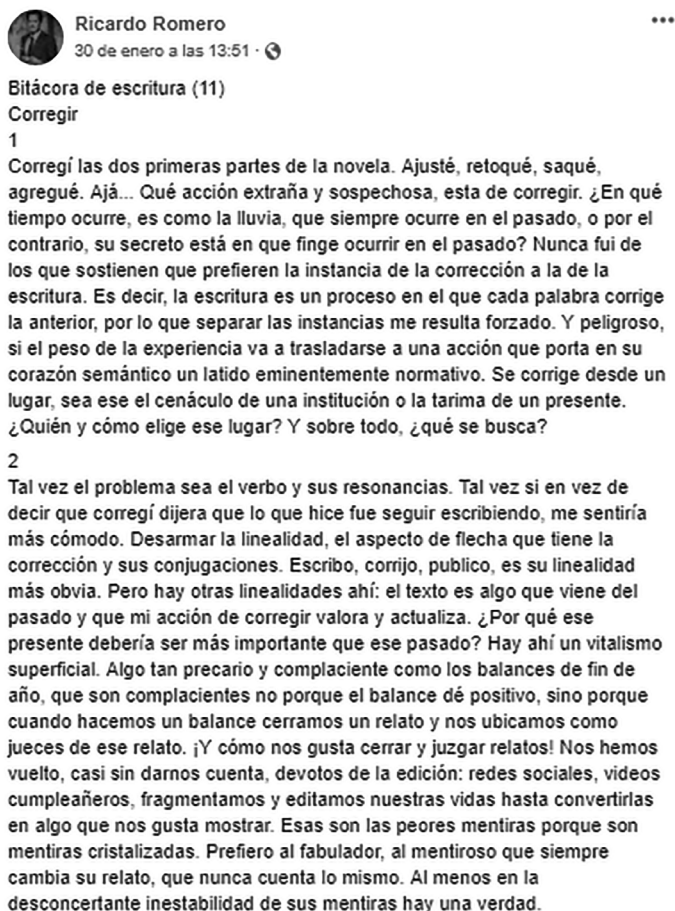 Ricardo Romero
30 de enero a las 13:51 ·
Bitácora de escritura (11)
Corregir
1
Corregí las dos primeras partes de la novela. Ajusté, retoqué, saqué,
agregué. Ajá... Qué acción extraña y sospechosa, esta de corregir. ¿En qué
tiempo ocurre, es como la lluvia, que siempre ocurre en el pasado, o por el
contrario, su secreto está en que finge ocurrir en el pasado? Nunca fui de
los que sostienen que prefieren la instancia de la corrección a la de la
escritura. Es decir, la escritura es un proceso en el que cada palabra corrige
la anterior, por lo que separar las instancias me resulta forzado. Y peligroso,
si el peso de la experiencia va a trasladarse a una acción que porta en su
corazón semántico un latido eminentemente normativo. Se corrige desde un
lugar, sea ese el cenáculo de una institución o la tarima de un presente.
¿Quién y cómo elige ese lugar? Y sobre todo, ¿qué se busca?
2
Tal vez el problema sea el verbo y sus resonancias. Tal vez si en vez de
decir que corregí dijera que lo que hice fue seguir escribiendo, me sentiría
más cómodo. Desarmar la linealidad, el aspecto de flecha que tiene la
corrección y sus conjugaciones. Escribo, corrijo, publico, es su linealidad
más obvia. Pero hay otras linealidades ahí: el texto es algo que viene del
pasado y que mi acción de corregir valora y actualiza. ¿Por qué ese
presente debería ser más importante que ese pasado? Hay ahí un vitalismo
superficial. Algo tan precario y complaciente como los balances de fin de
año, que son complacientes no porque el balance dé positivo, sino porque
cuando hacemos un balance cerramos un relato y nos ubicamos como
jueces de ese relato. ¡Y cómo nos gusta cerrar y juzgar relatos! Nos hemos
vuelto, casi sin darnos cuenta, devotos de la edición: redes sociales, videos
cumpleañeros, fragmentamos y editamos nuestras vidas hasta convertirlas
en algo que nos gusta mostrar. Esas son las peores mentiras porque son
mentiras cristalizadas. Prefiero al fabulador, al mentiroso que siempre
cambia su relato, que nunca cuenta lo mismo. Al menos en la
desconcertante inestabilidad de sus mentiras hay una verdad.